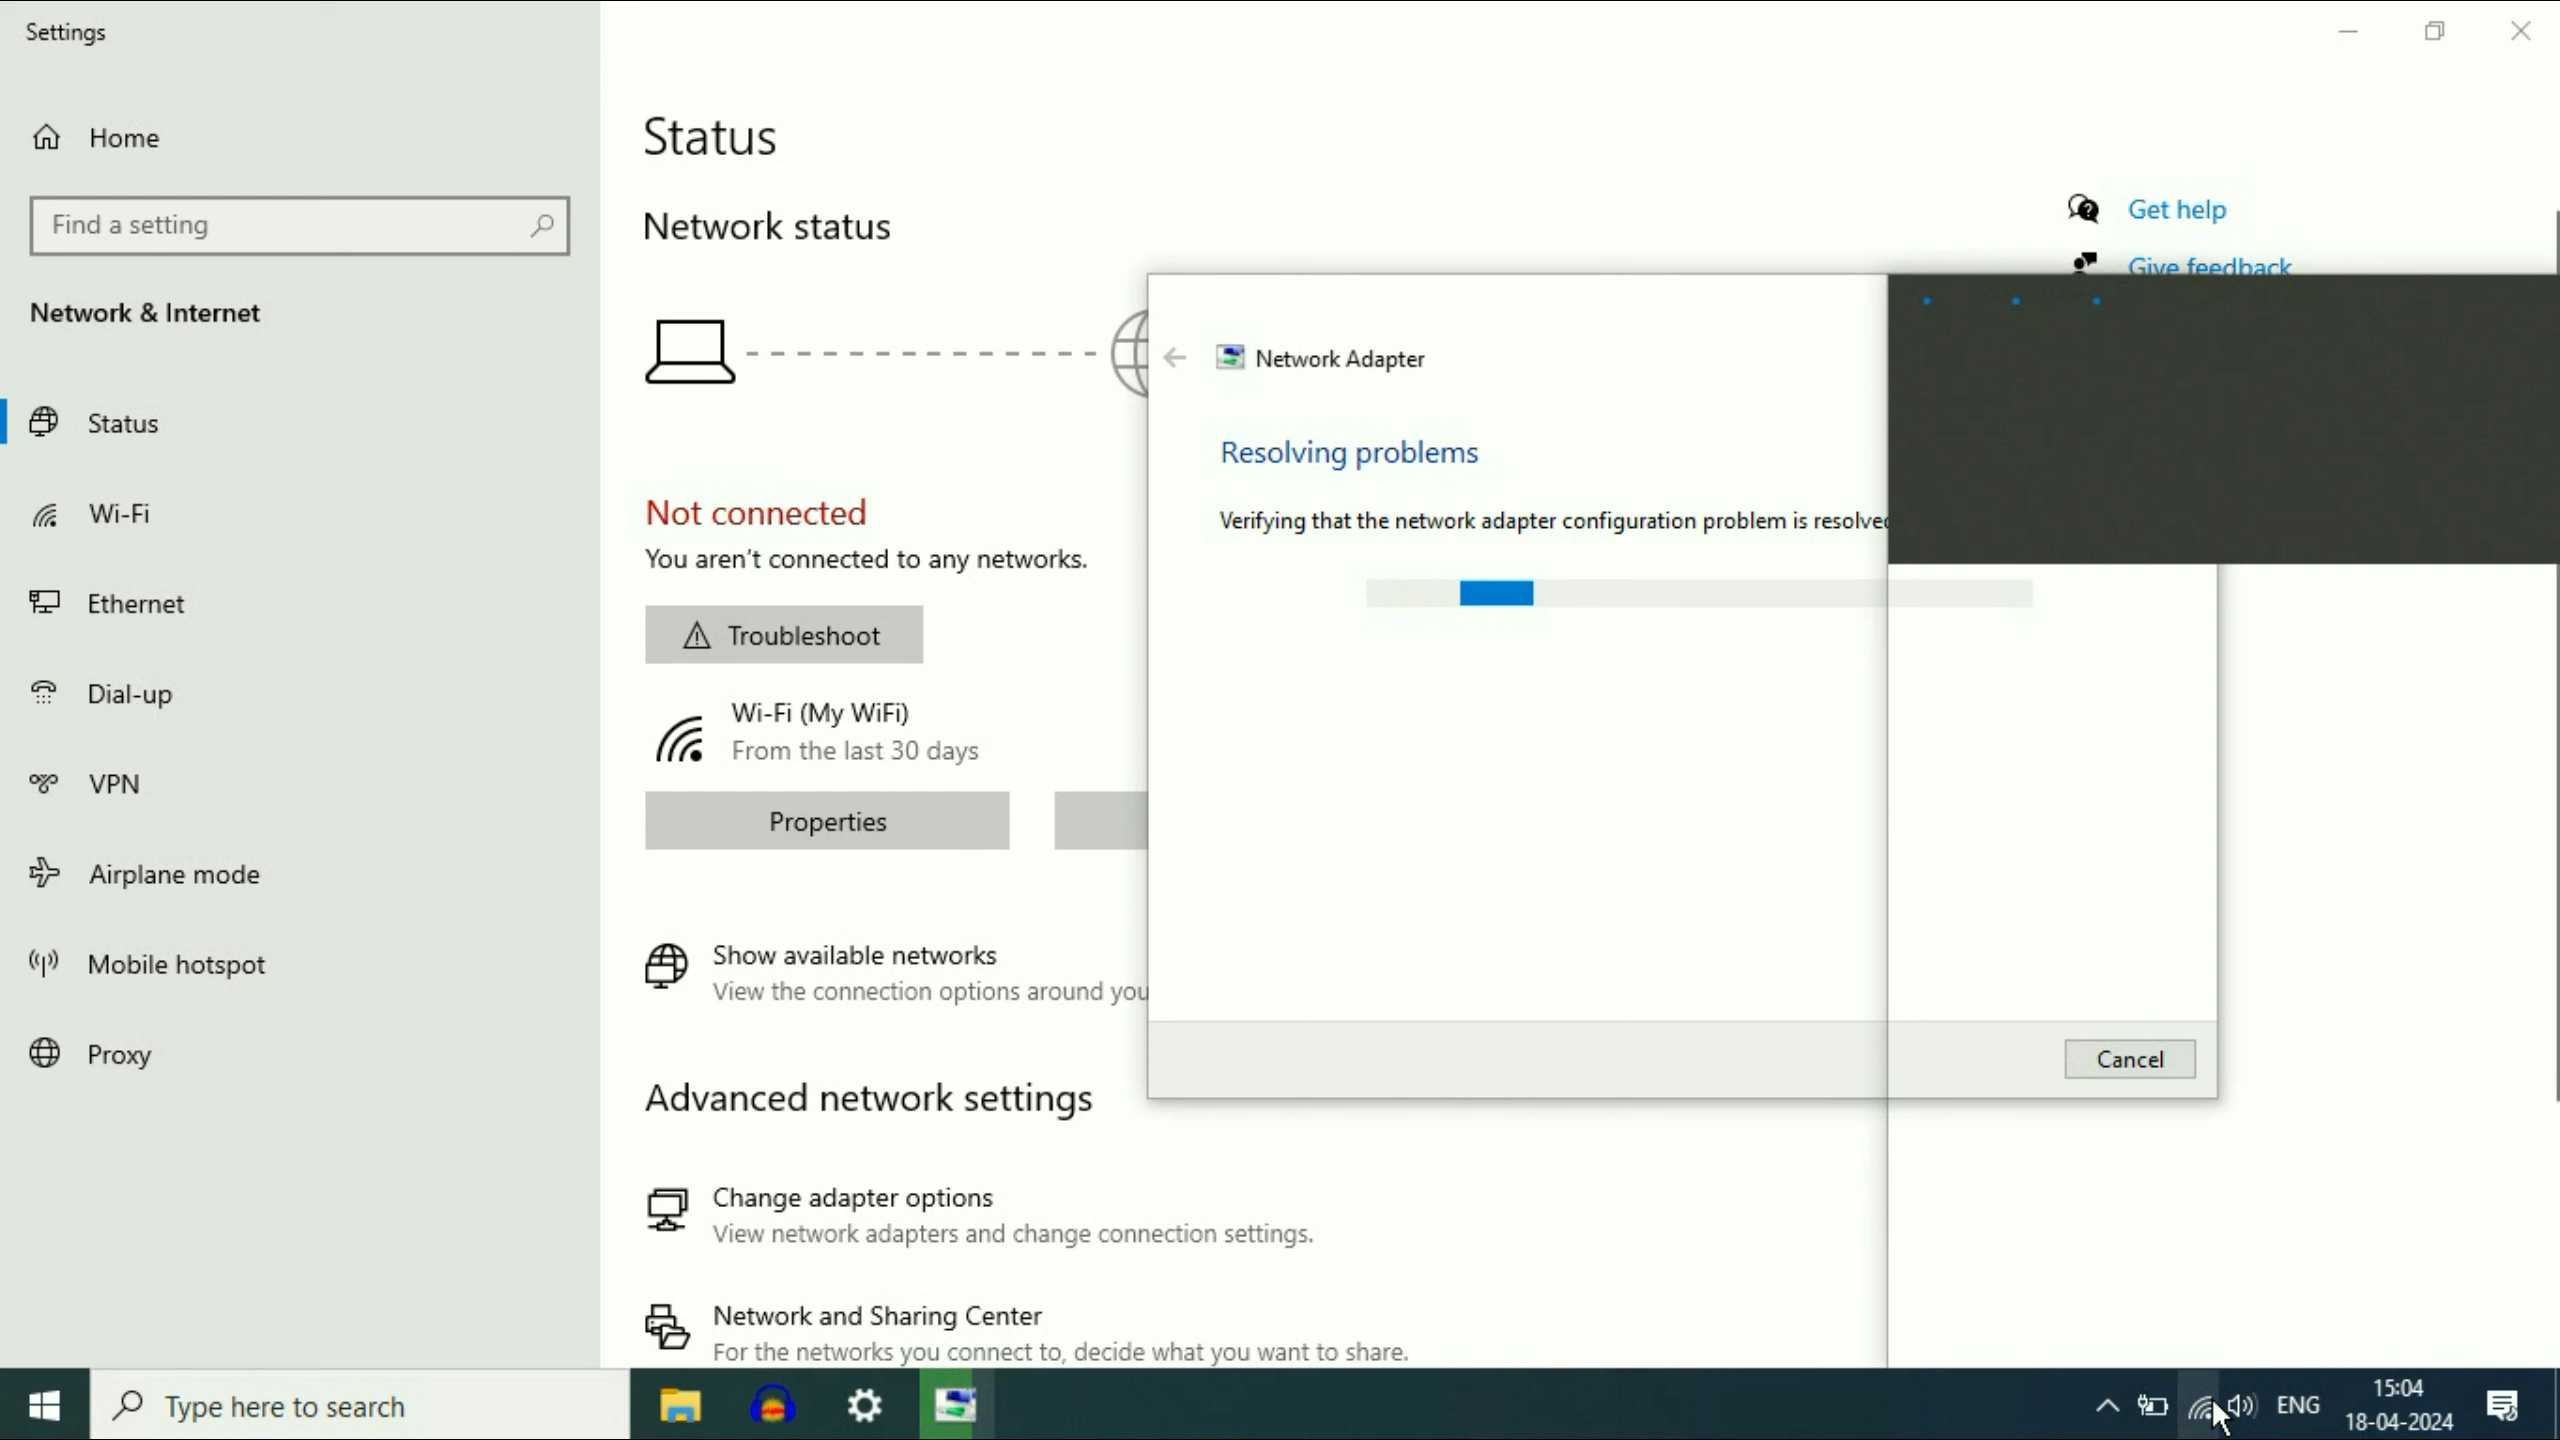 Settings
Home
Find a setting
Network & Internet
Status
Wi-Fi
Ethernet
Dial-up
VPN
Airplane mode
Mobile hotspot
Proxy
Status
Network status
Not connected
You aren't connected to any networks.
Troubleshoot
Wi-Fi (My WiFi)
From the last 30 days
Properties
Show available networks
View the connection options around you
Advanced network settings
Change adapter options
View network adapters and change connection settings.
Network and Sharing Center
For the networks you connect to, decide what you want to share.
Get help
Give feedback
Network Adapter
Resolving problems
Verifying that the network adapter configuration problem is resolved
Cancel
Type here to search
ENG
15:04
18-04-2024